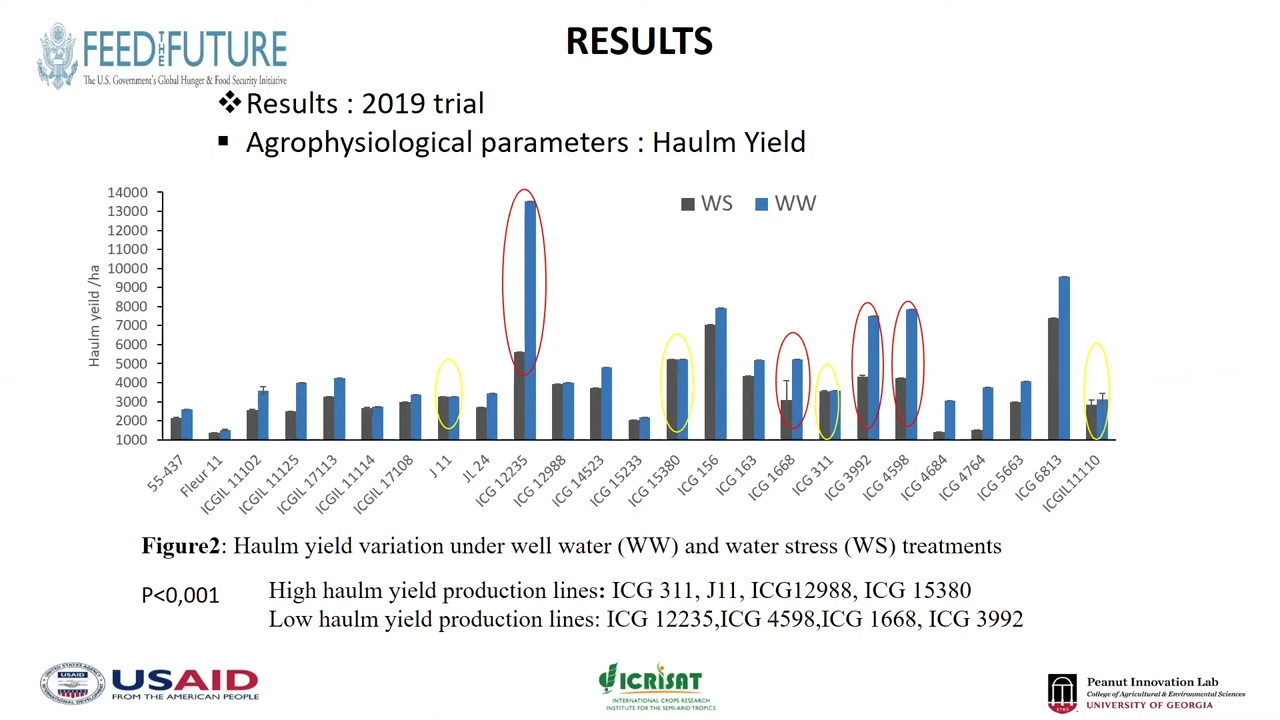 FEED THE FUTURE
The U.S. Government's Global Hunger & Food Security Initiative
RESULTS
❖Results : 2019 trial
▪ Agrophysiological parameters : Haulm Yield
Haulm yeild /ha
14000
13000
12000
11000
10000
9000
8000
7000
6000
5000
4000
3000
2000
1000
WS
WW
55-437
Fleur 11
ICGIL 11102
ICGIL 11125
ICGIL 17113
ICGIL 11114
ICGIL 17108
J 11
JL 24
ICG 12235
ICG 12988
ICG 14523
ICG 15233
ICG 15380
ICG 156
ICG 163
ICG 1668
ICG 311
ICG 3992
ICG 4598
ICG 4684
ICG 4764
ICG 5663
ICG 6813
ICGIL11110
Figure2: Haulm yield variation under well water (WW) and water stress (WS) treatments
P<0,001
High haulm yield production lines: ICG 311, J11, ICG12988, ICG 15380
Low haulm yield production lines: ICG 12235,ICG 4598,ICG 1668, ICG 3992
USAID
USAID
FROM THE AMERICAN PEOPLE
ICRISAT
INTERNATIONAL CROPS RESEARCH
INSTITUTE FOR THE SEMI-ARID TROPICS
Peanut Innovation Lab
College of Agricultural & Environmental Sciences
UNIVERSITY OF GEORGIA